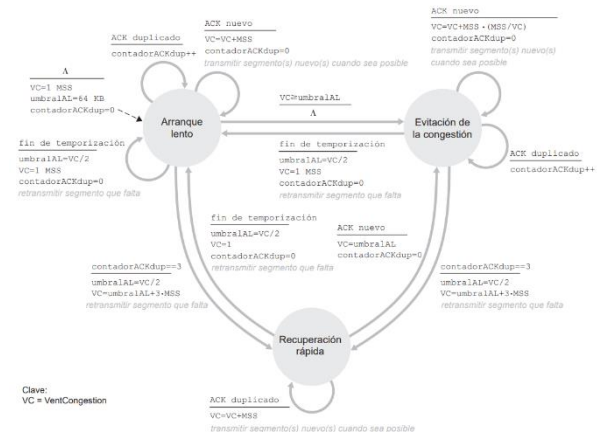 ACK duplicado
contadorACKdup++
ACK nuevo
VC=VC+MSS
contadorACKdup=0
transmitir segmento(s) nuevo(s) cuando sea posible
ACK nuevo
VC=VC+MSS·(MSS/VC)
contadorACKdup=0
transmitir segmento(s) nuevo(s)
cuando sea posible
Λ
VC=1 MSS
umbralAL=64 KB
contadorACKdup=0
Arranque
lento
VC≥umbralAL
Λ
Evitación de
la congestión
fin de temporización
umbralAL=VC/2
VC=1 MSS
contadorACKdup=0
retransmitir segmento que falta
fin de temporización
umbralAL=VC/2
VC=1 MSS
contadorACKdup=0
retransmitir segmento que falta
ACK duplicado
contadorACKdup++
fin de temporización
umbralAL=VC/2
VC=1
contadorACKdup=0
retransmitir segmento que falta
ACK nuevo
VC=umbralAL
contadorACKdup=0
contadorACKdup==3
umbralAL=VC/2
VC=umbralAL+3·MSS
retransmitir segmento que falta
contadorACKdup==3
umbralAL=VC/2
VC=umbralAL+3·MSS
retransmitir segmento que falta
Recuperación
rápida
Clave:
VC = VentCongestion
ACK duplicado
VC=VC+MSS
transmitir segmento(s) nuevo(s) cuando sea posible